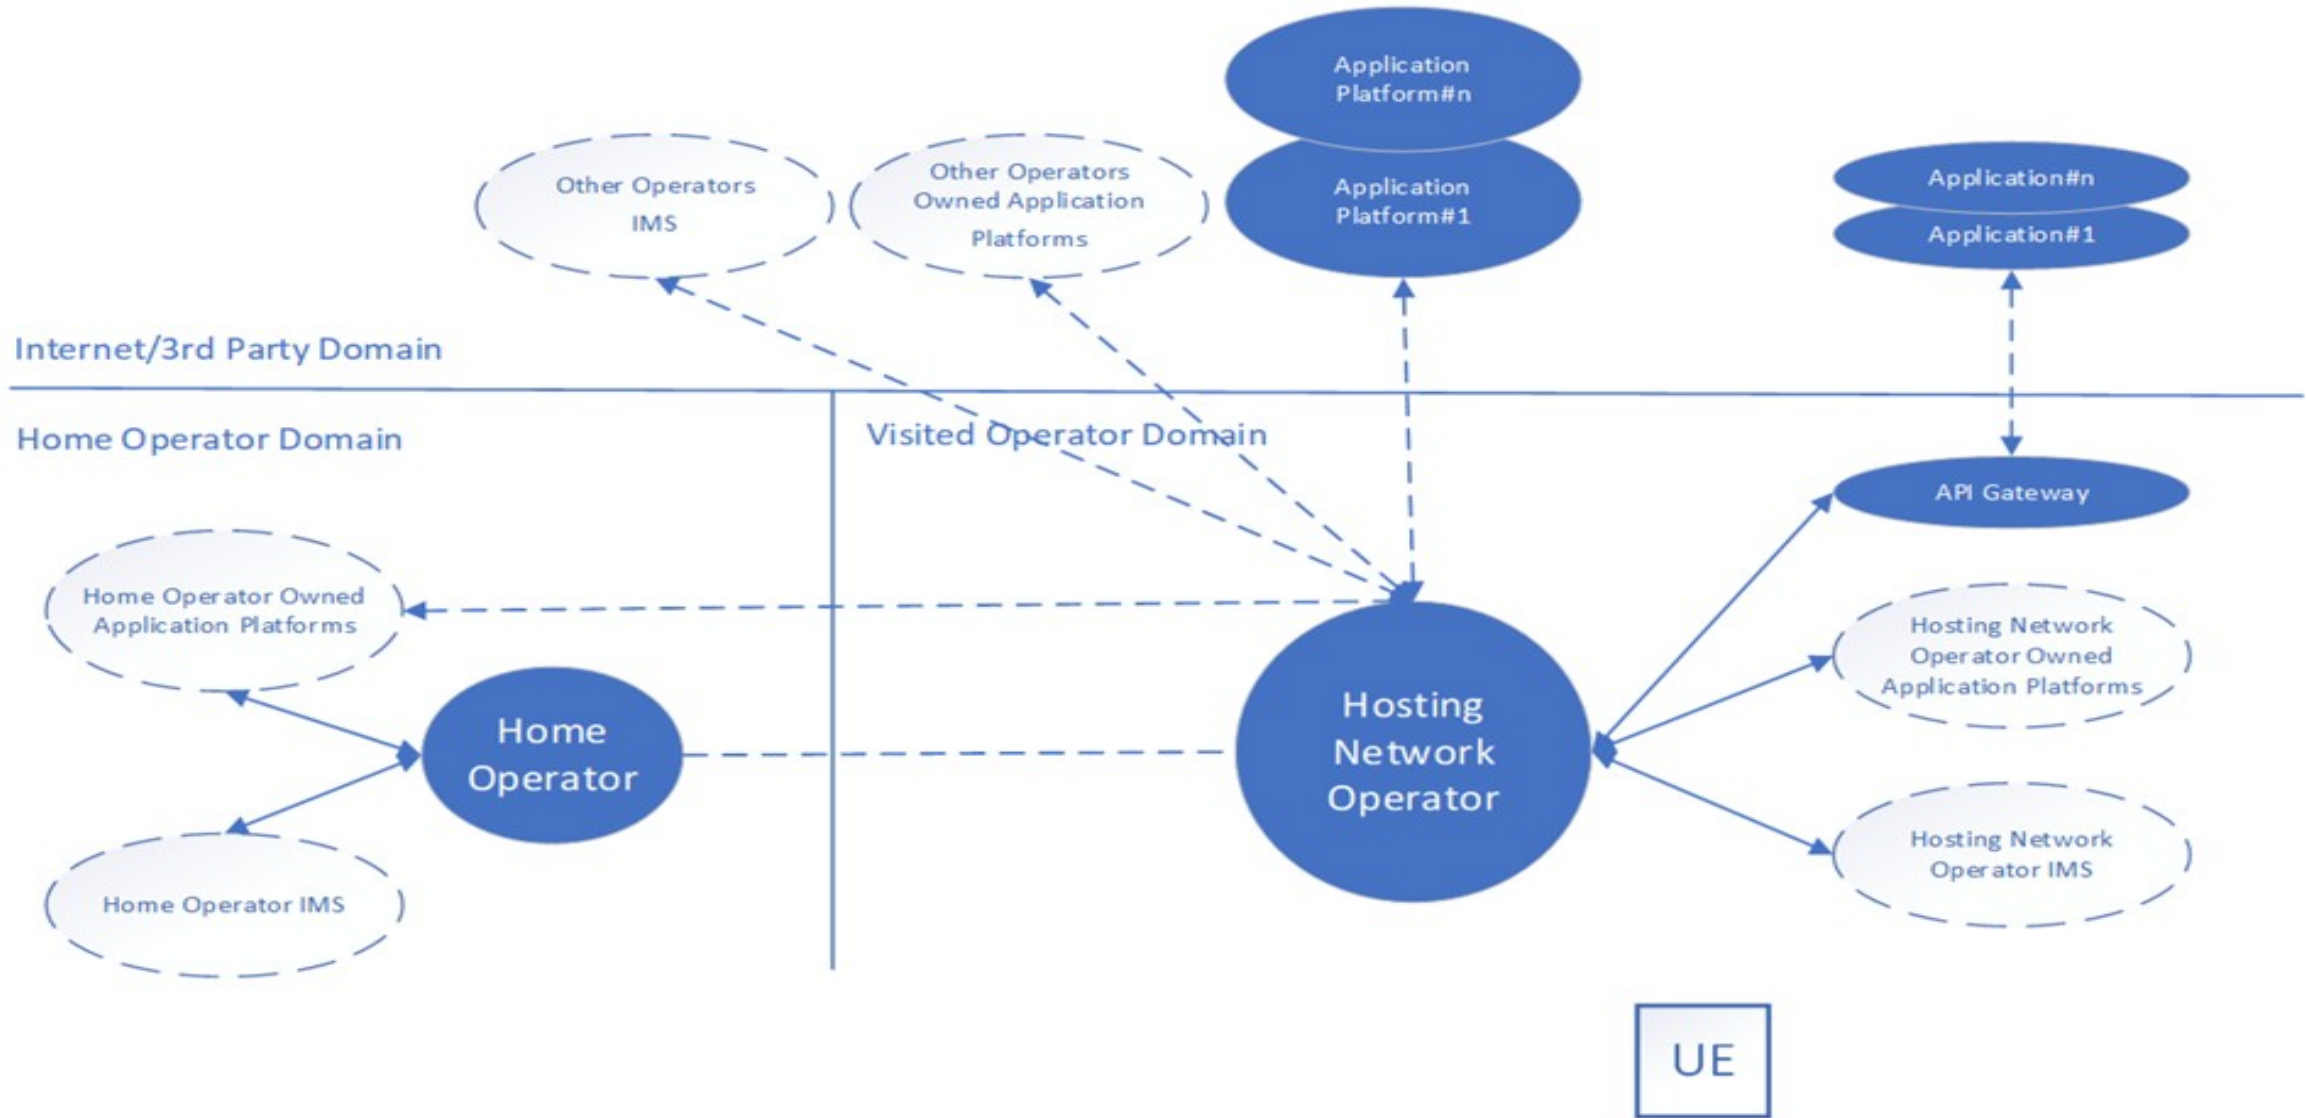 Application
Platform#n
Other Operators
IMS
Other Operators
Owned Application
Platforms
Application
Platform#1
Application#n
Application#1
Internet/3rd Party Domain
Home Operator Domain
Visited Operator Domain
API Gateway
Home Operator Owned
Application Platforms
Hosting Network
Operator Owned
Application Platforms
Home
Operator
Hosting
Network
Operator
Home Operator IMS
Hosting Network
Operator IMS
UE